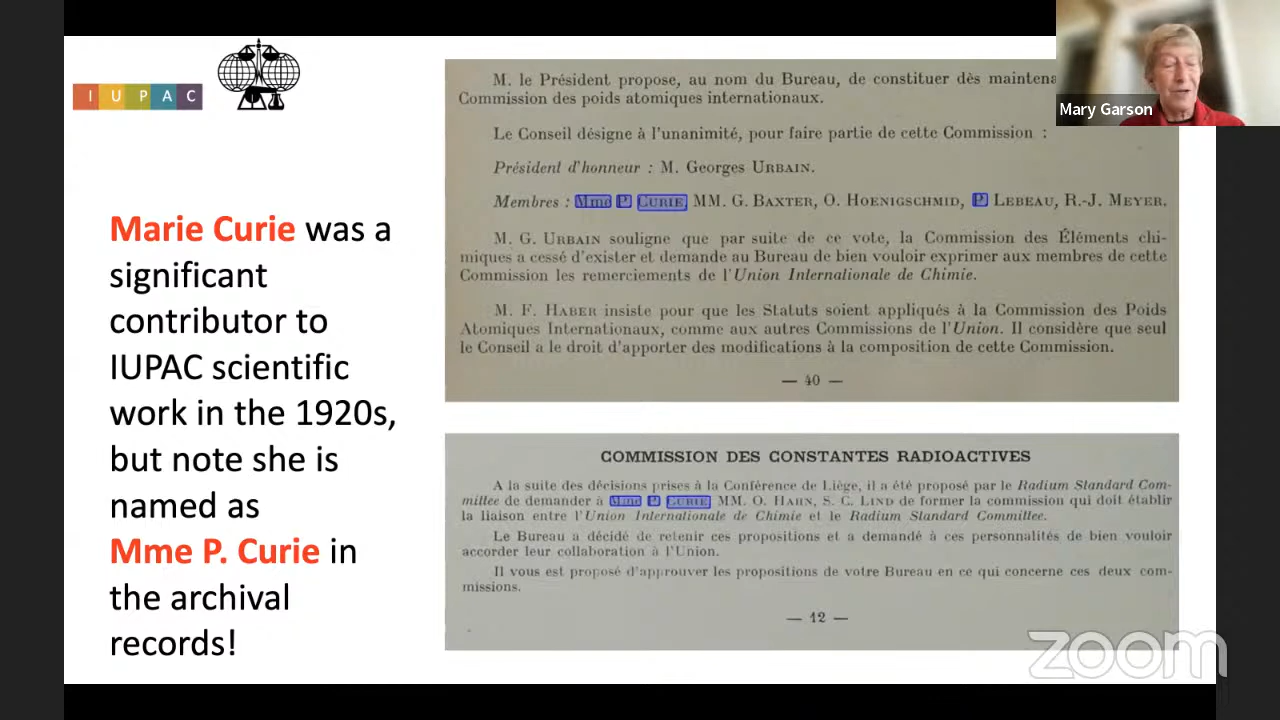 I U P A C
Marie Curie was a
significant
contributor to
IUPAC scientific
work in the 1920s,
but note she is
named as
Mme P. Curie in
the archival
records!
M. le Président propose, au nom du Bureau, de constituer dès
Commission des poids atomiques internationaux.
Le Conseil désigne à l'unanimité, pour faire partie de cette Commission :
Président d'honneur : M. Georges URBAIN.
Membres : Mme P. CURIE, MM. G. BAXTER, O. HOENIGSCHMID, P. LEBEAU, R.-J. MEYER.
M. G. URBAIN souligne que par suite de ce vote, la Commission des Éléments chi-
miques a cessé d'exister et demande au Bureau de bien vouloir exprimer aux membres de cette
Commission les remerciements de l'Union Internationale de Chimie.
M. F. HABER insiste pour que les Statuts soient appliqués à la Commission des Poids
Atomiques Internationaux, comme aux autres Commissions de l'Union. Il considère que seul
le Conseil a le droit d'apporter des modifications à la composition de cette Commission.
— 40 —
COMMISSION DES CONSTANTES RADIOACTIVES
A la suite des décisions prises à la Conférence de Liège, il a été proposé par le Radium Standard Com-
mittee de demander à Mme P. CURIE, MM. O. HAHN, S. C. LIND de former la commission qui doit établir
la liaison entre l'Union Internationale de Chimie et le Radium Standard Committee.
Le Bureau a décidé de retenir ces propositions et a demandé à ces personnalités de bien vouloir
accorder leur collaboration à l'Union.
Il vous est proposé d'approuver les propositions de votre Bureau en ce qui concerne ces deux com-
missions.
— 12 —
Mary Garson
zoom